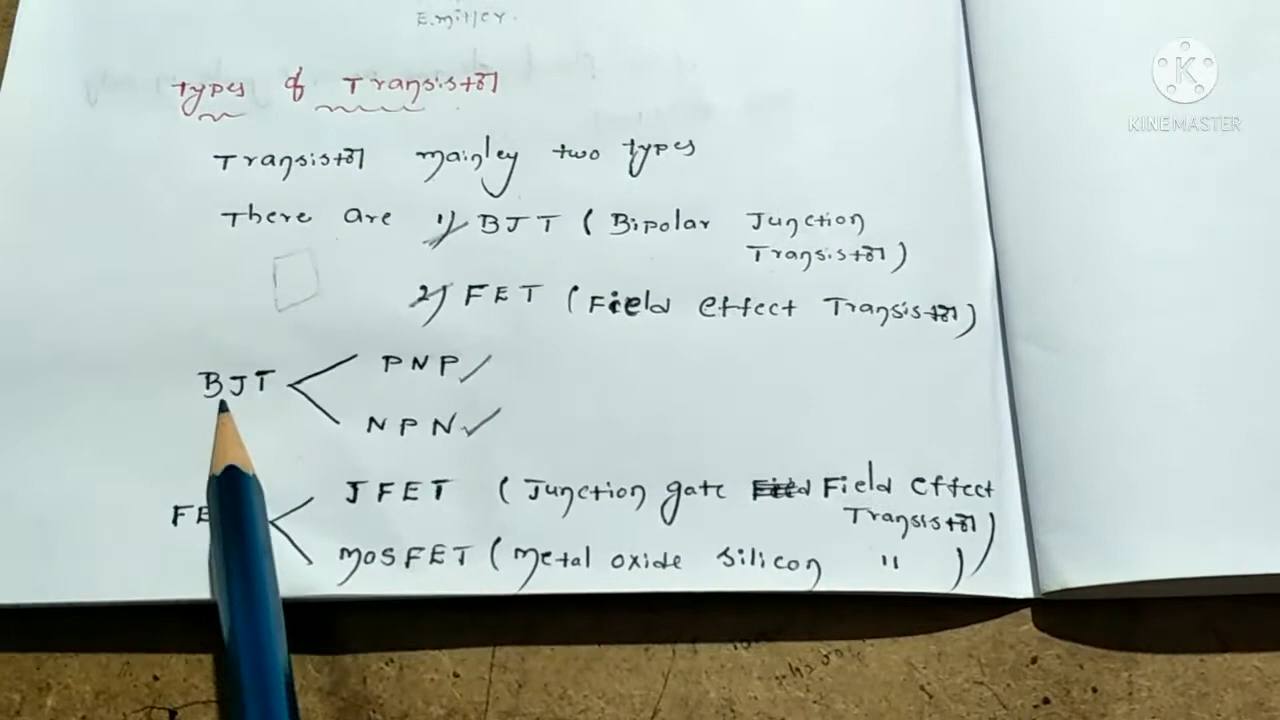 Emitter.
Types of Transistor
Transistor mainley two types
There are 1) BJT ( Bipolar Junction
Transistor)
2) FET ( Field effect Transistor)
BJT PNP
NPN
FE JFET ( Junction gate Field Effect
Transistor)
MOSFET ( Metal oxide silicon " )
KINEMASTER